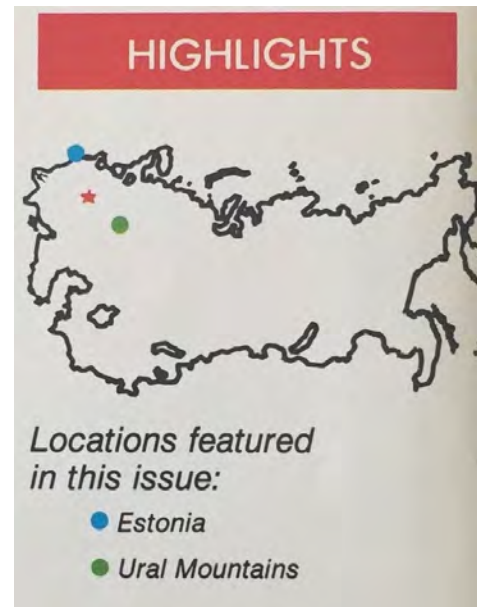 HIGHLIGHTS
Locations featured
in this issue:
Estonia
Ural Mountains